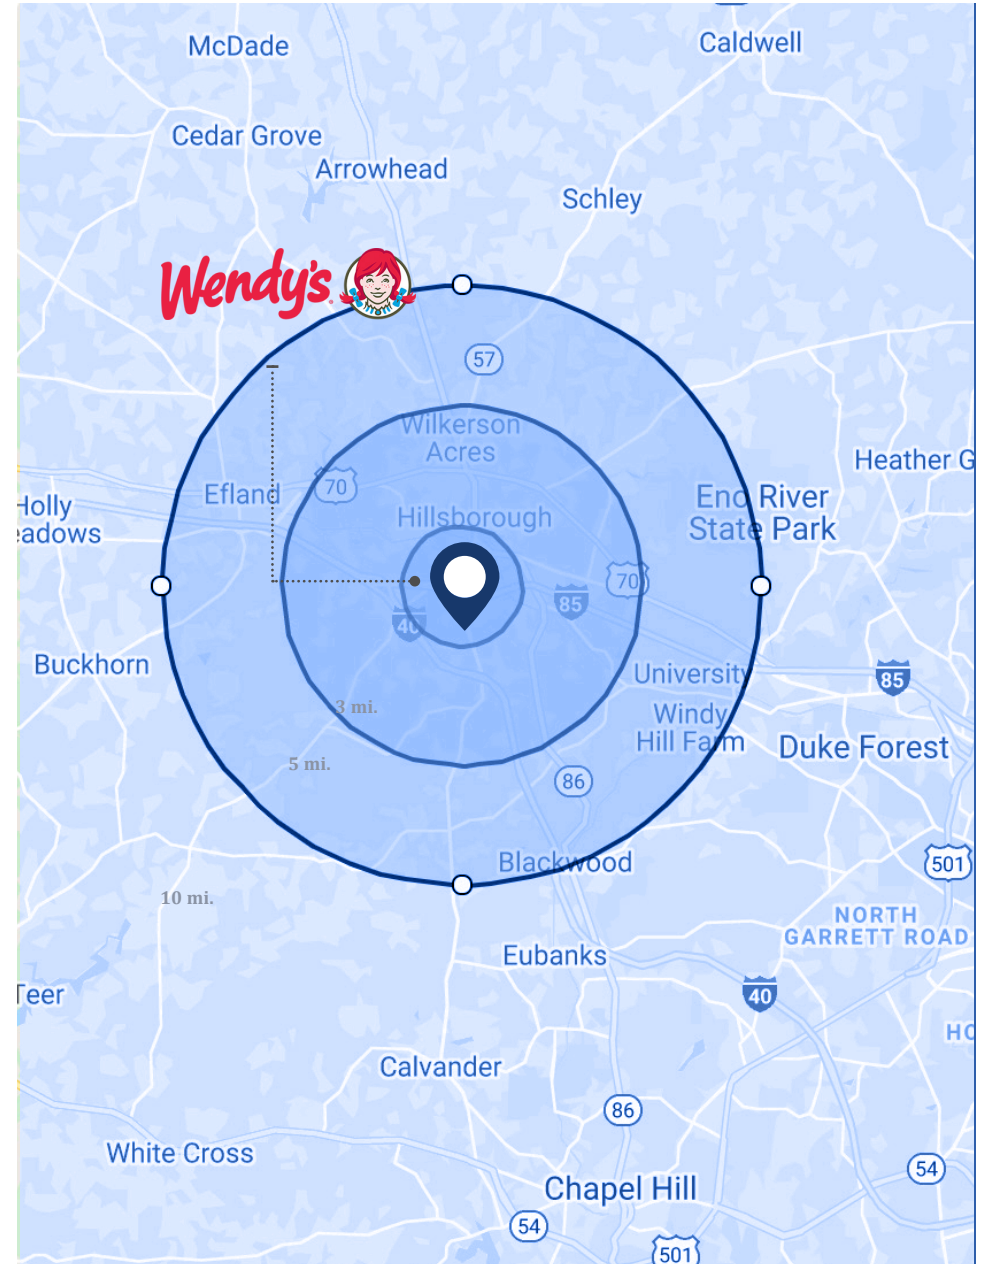 McDade
Caldwell
Cedar Grove
Arrowhead
Schley
Wendy's
57
Wilkerson
Acres
Heather G
70
Efland
Eno River
State Park
Holly
eadows
Hillsborough
70
85
40
Buckhorn
University
85
3 mi.
Windy
Hill Farm
Duke Forest
5 mi.
86
Blackwood
501
10 mi.
NORTH
GARRETT ROAD
Eubanks
Teer
40
HO
Calvander
86
White Cross
54
Chapel Hill
54
501